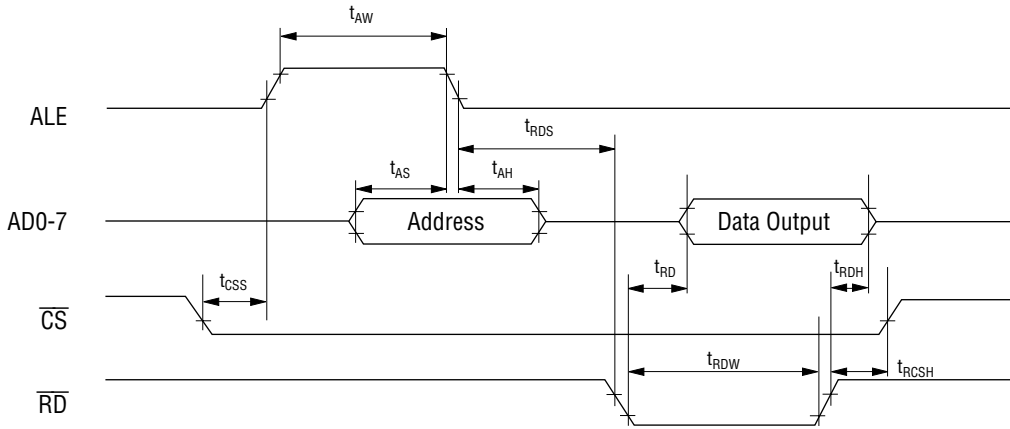 tAW
ALE
tRDS
tAS
tAH
AD0-7
Address
Data Output
tCSS
tRD
tRDH
CS
tRDW
tRCSH
RD